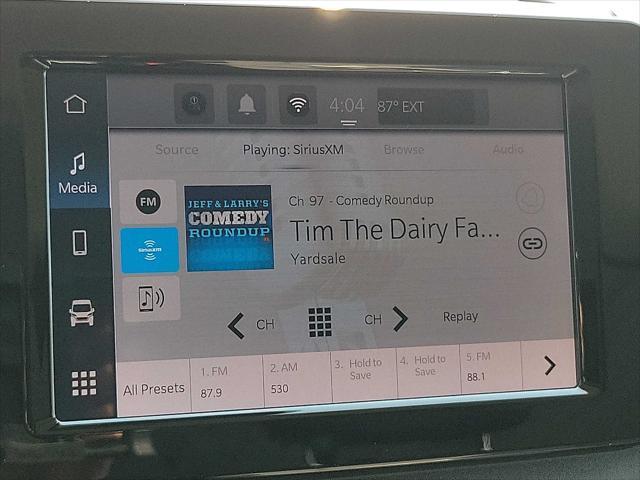 4:04 87° EXT
Source Playing: SiriusXM Browse Audio
Media
FM
siriusxm
JEFF & LARRY'S
COMEDY
ROUNDUP
Ch 97 - Comedy Roundup
Tim The Dairy Fa...
Yardsale
CH CH Replay
All Presets
1. FM
87.9
2. AM
530
3. Hold to
Save
4. Hold to
Save
5. FM
88.1